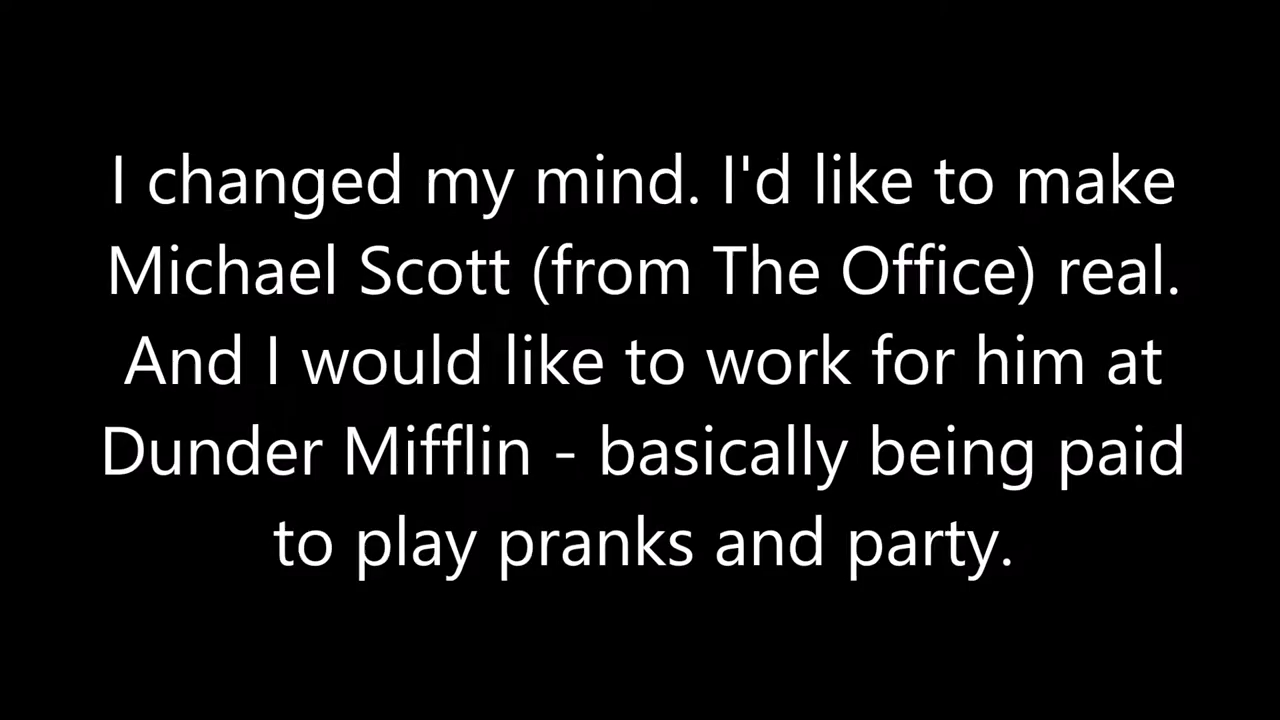 I changed my mind. I'd like to make
Michael Scott (from The Office) real.
And I would like to work for him at
Dunder Mifflin - basically being paid
to play pranks and party.